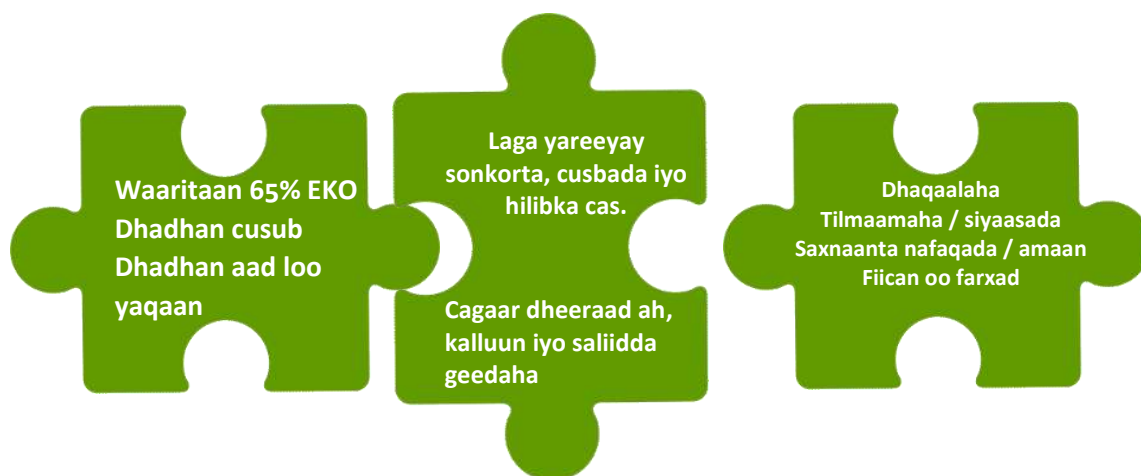 Waaritaan 65% EKO
Dhadhan cusub
Dhadhan aad loo
yaqaan
Laga yareeyay
sonkorta, cusbada iyo
hilibka cas.
Cagaar dheeraad ah,
kalluun iyo saliidda
geedaha
Dhaqaalaha
Tilmaamaha / siyaasada
Saxnaanta nafaqada / amaan
Fiican oo farxad